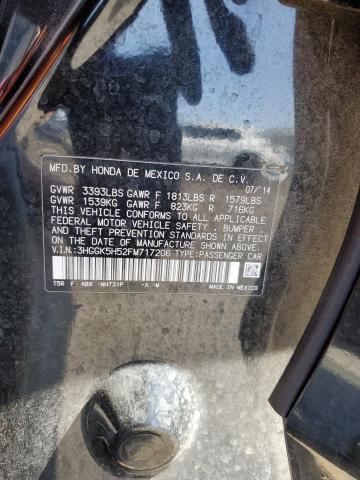 MFD.BY HONDA DE MEXICO S.A. DE C.V.
07/14
GVWR 3393LBS GAWR F 1813LBS R 1579LBS
GVWR 1539KG GAWR F 823KG R 716KG
THIS VEHICLE CONFORMS TO ALL APPLICABLE
FEDERAL MOTOR VEHICLE SAFETY , BUMPER ,
AND THEFT PREVENTION STANDARDS IN EFFECT
ON THE DATE OF MANUFACTURE SHOWN ABOVE.
V.I.N:3HGGK5H52FM717206 TYPE:PASSENGER CAR
T5R F AB0 -NH731P -A -M
MADE IN MEXICO